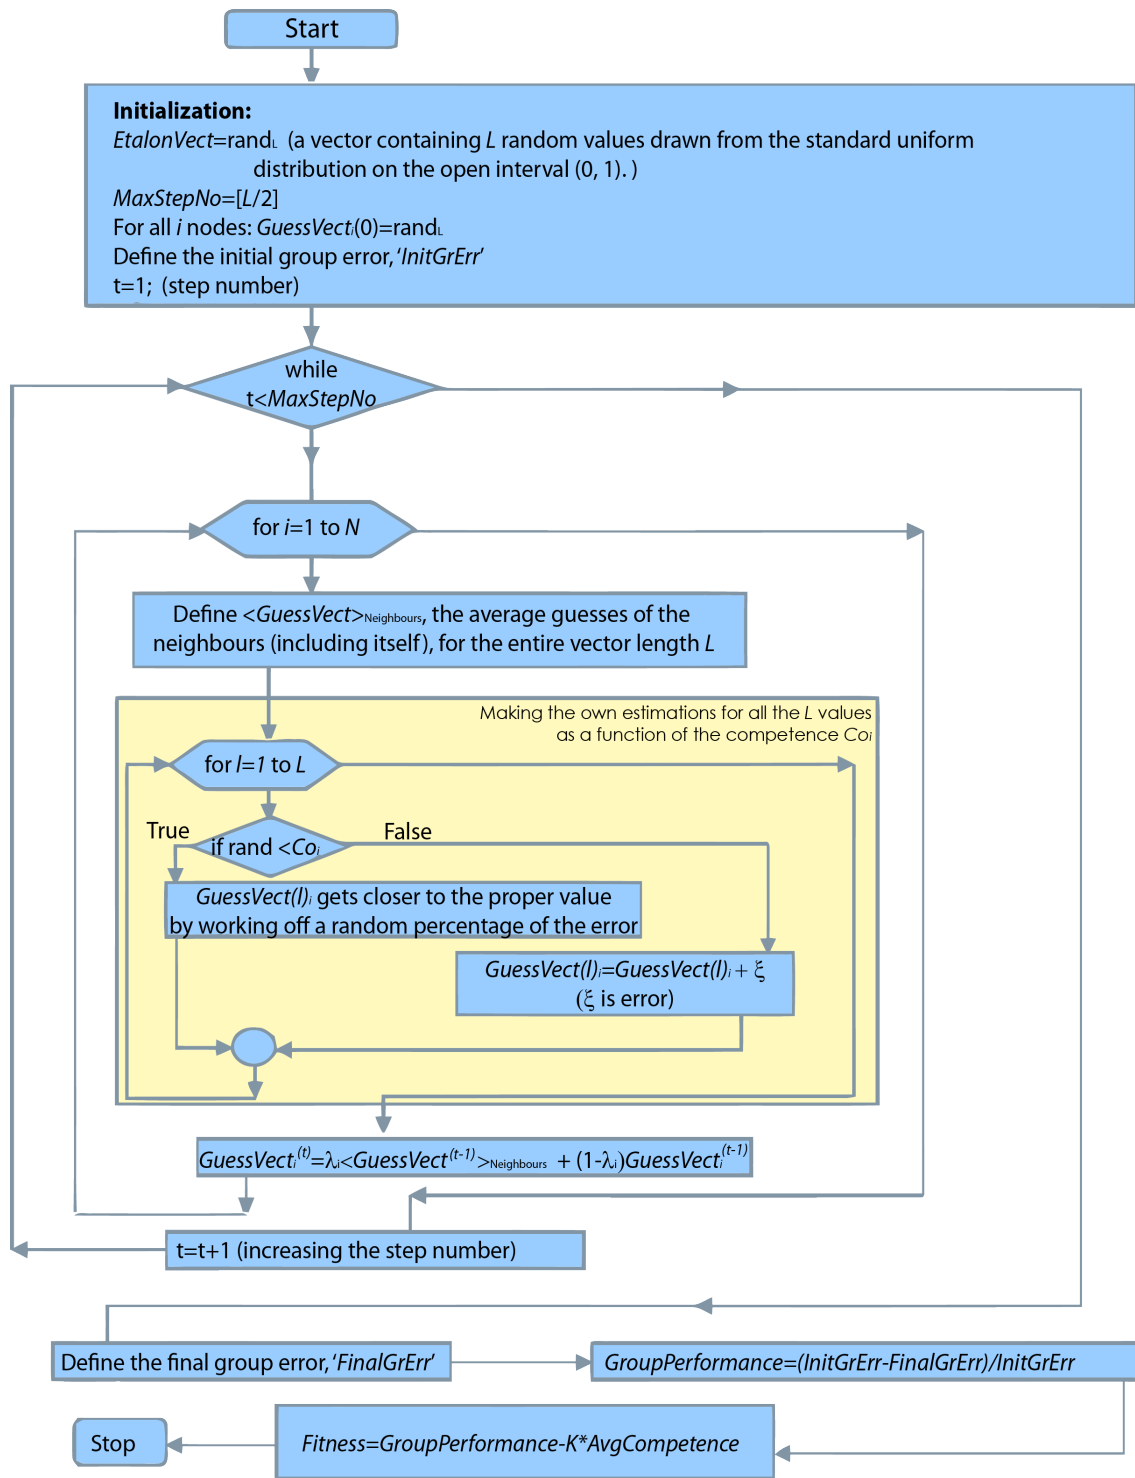 Start
Initialization:
EtalonVect=randL (a vector containing L random values drawn from the standard uniform
distribution on the open interval (0, 1). )
MaxStepNo=[L/2]
For all i nodes: GuessVecti(0)=randL
Define the initial group error, ‘InitGrErr’
t=1; (step number)
while
t<MaxStepNo
for i=1 to N
Define <GuessVect>Neighbours, the average guesses of the
neighbours (including itself), for the entire vector length L
Making the own estimations for all the L values
as a function of the competence Coi
for l=1 to L
True
False
if rand <Coi
GuessVect(l)i gets closer to the proper value
by working off a random percentage of the error
GuessVect(l)i=GuessVect(l)i + ξ
(ξ is error)
GuessVecti(t)=λi<GuessVect(t-1)>Neighbours + (1-λi)GuessVecti(t-1)
t=t+1 (increasing the step number)
Define the final group error, ‘FinalGrErr’
GroupPerformance=(InitGrErr-FinalGrErr)/InitGrErr
Stop
Fitness=GroupPerformance-K*AvgCompetence